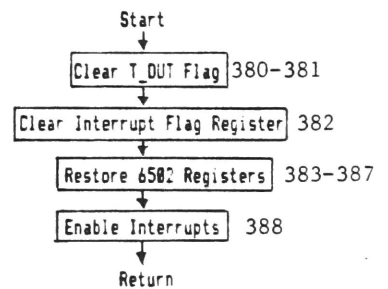 Start
Clear T_OUT Flag 380-381
Clear Interrupt Flag Register 382
Restore 6502 Registers 383-387
Enable Interrupts 388
Return